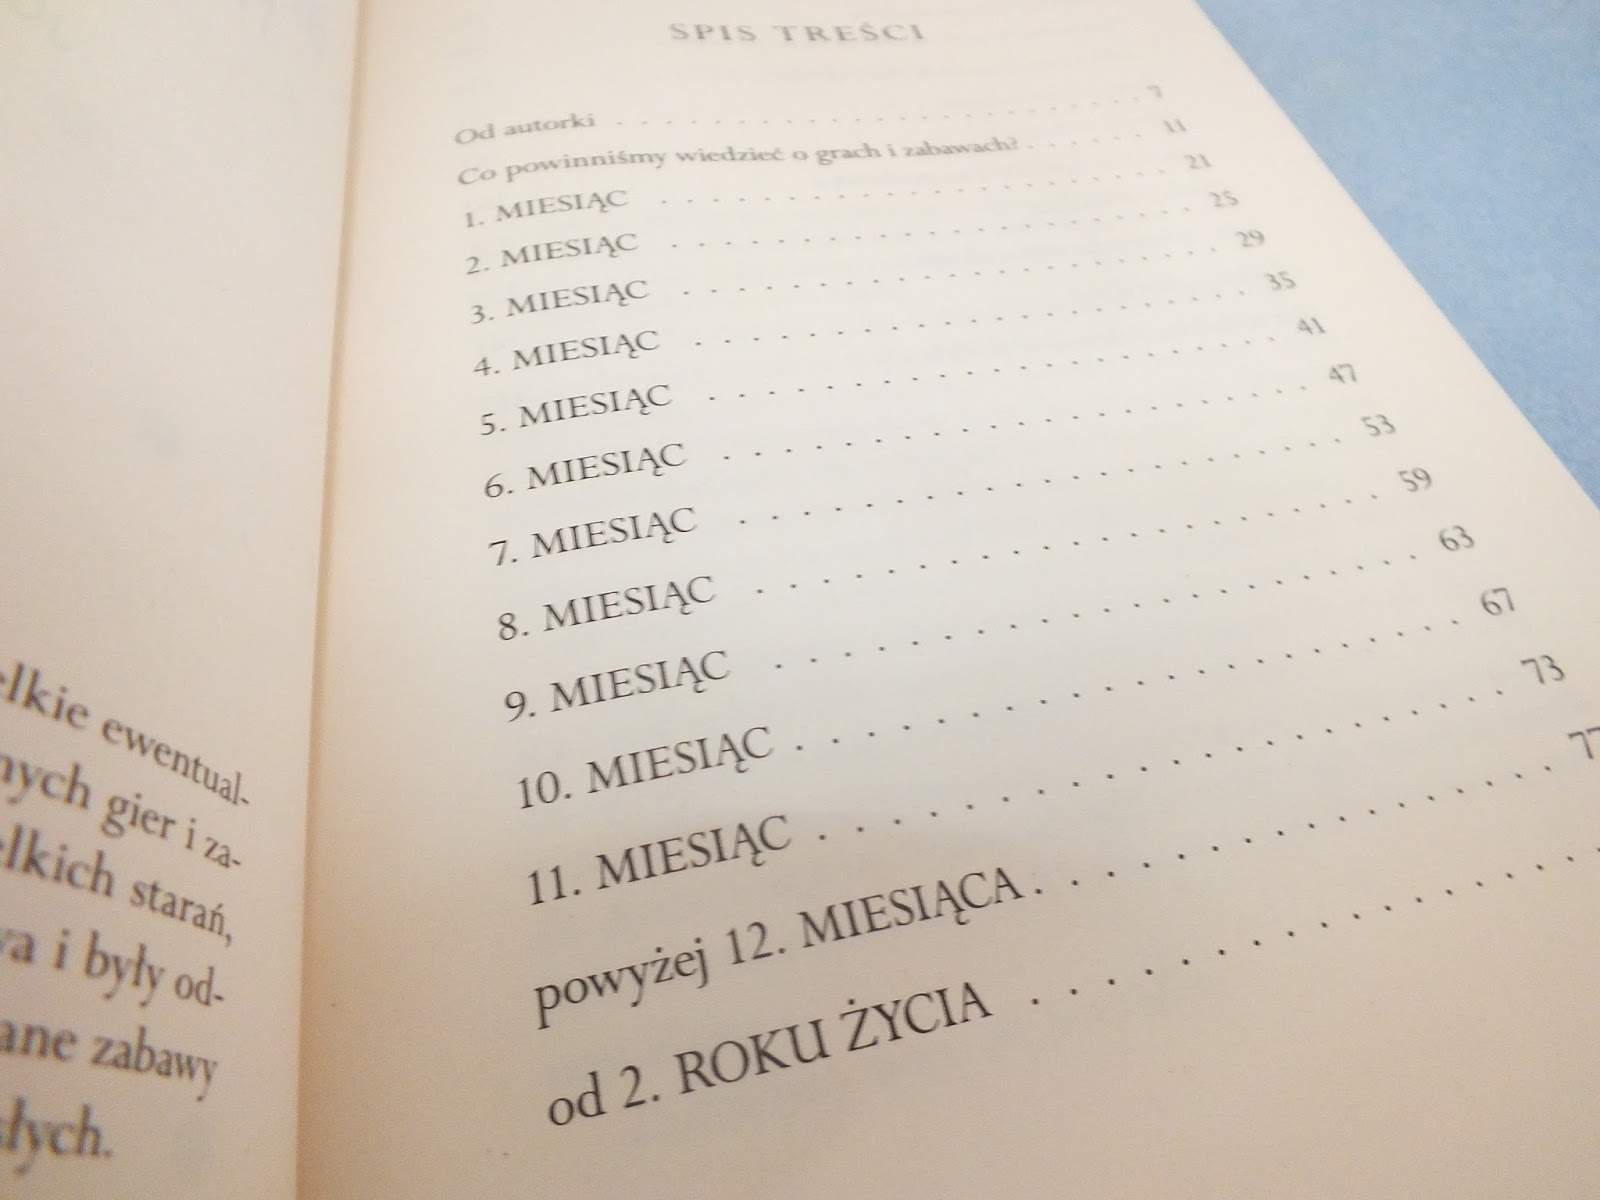 elkie ewentual-
nych gier i za-
elkich starań,
a i były od-
ane zabawy
słych.
SPIS TREŚCI
Od autorki . . . . . . . . . . . . . . . . . . . . . . 7
Co powinniśmy wiedzieć o grach i zabawach? . . . . . . 11
1. MIESIĄC . . . . . . . . . . . . . . . . . . . . 21
2. MIESIĄC . . . . . . . . . . . . . . . . . . . . 25
3. MIESIĄC . . . . . . . . . . . . . . . . . . . . 29
4. MIESIĄC . . . . . . . . . . . . . . . . . . . . 35
5. MIESIĄC . . . . . . . . . . . . . . . . . . . . 41
6. MIESIĄC . . . . . . . . . . . . . . . . . . . . 47
7. MIESIĄC . . . . . . . . . . . . . . . . . . . . 53
8. MIESIĄC . . . . . . . . . . . . . . . . . . . . 59
9. MIESIĄC . . . . . . . . . . . . . . . . . . . . 63
10. MIESIĄC . . . . . . . . . . . . . . . . . . . . 67
11. MIESIĄC . . . . . . . . . . . . . . . . . . . . 73
powyżej 12. MIESIĄCA . . . . . . . . . . . . . . . 77
od 2. ROKU ŻYCIA . . . . . . . . . . . . . . . .